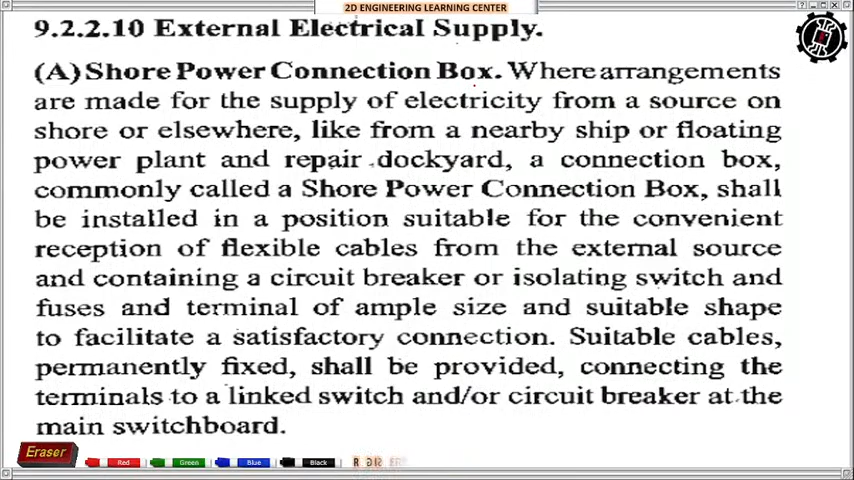 2D ENGINEERING LEARNING CENTER
9.2.2.10 External Electrical Supply.
(A) Shore Power Connection Box. Where arrangements
are made for the supply of electricity from a source on
shore or elsewhere, like from a nearby ship or floating
power plant and repair dockyard, a connection box,
commonly called a Shore Power Connection Box, shall
be installed in a position suitable for the convenient
reception of flexible cables from the external source
and containing a circuit breaker or isolating switch and
fuses and terminal of ample size and suitable shape
to facilitate a satisfactory connection. Suitable cables,
permanently fixed, shall be provided, connecting the
terminals to a linked switch and/or circuit breaker at the
main switchboard.
Eraser
Red Green Blue Black